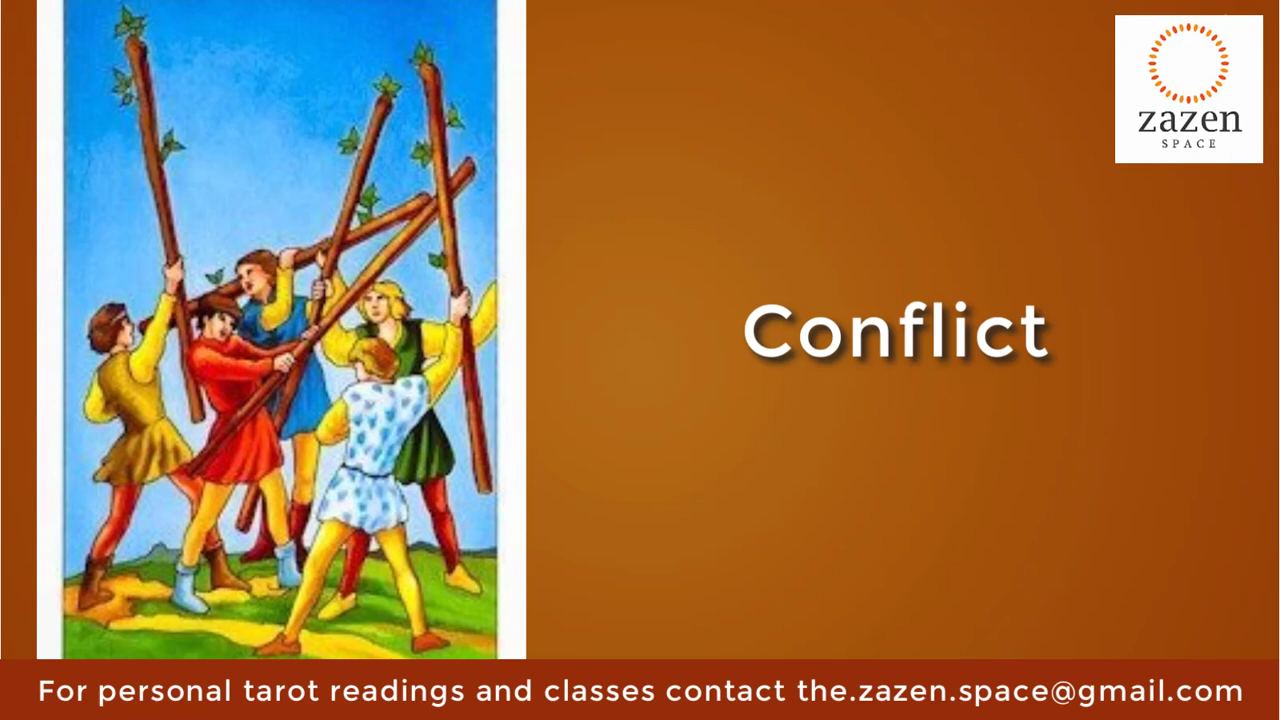 zazen
SPACE
Conflict
For personal tarot readings and classes contact the.zazen.space@gmail.com